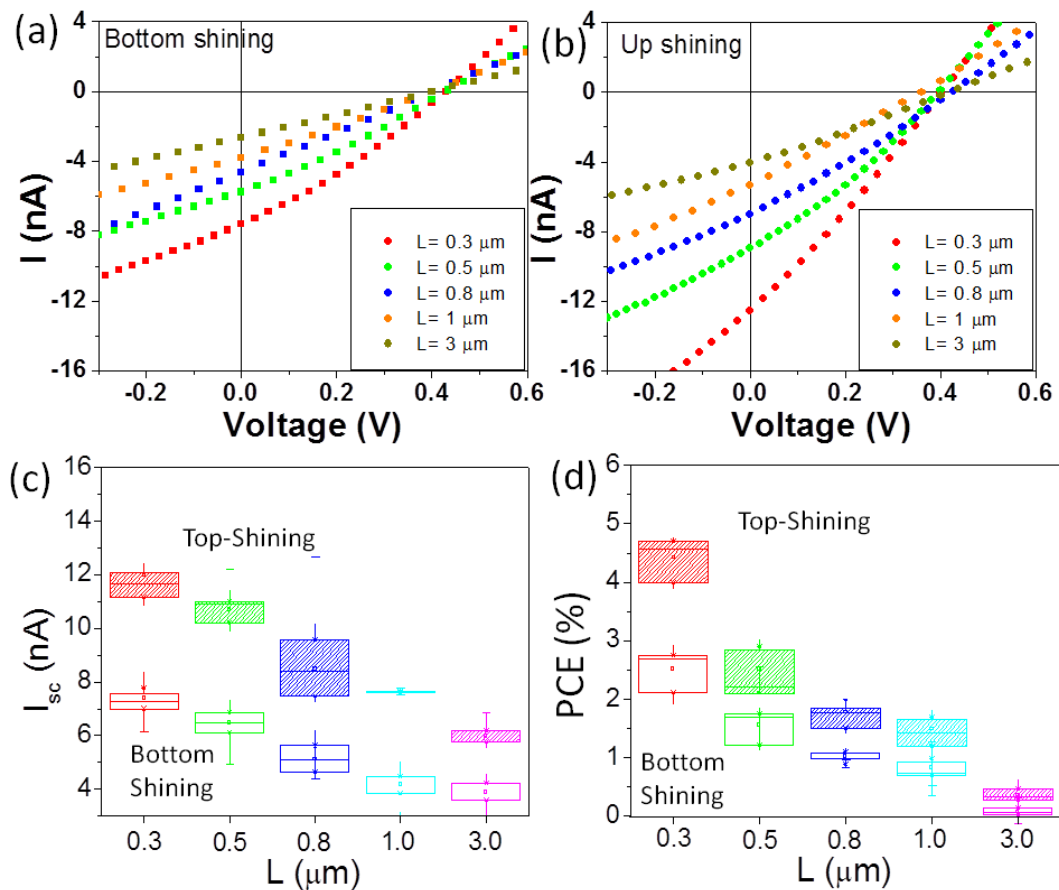 (a)
Bottom shining
4
0
-4
-8
-12
-16
I (nA)
L= 0.3 μm
L= 0.5 μm
L= 0.8 μm
L= 1 μm
L= 3 μm
-0.2 0.0 0.2 0.4 0.6
Voltage (V)
(b)
Up shining
4
0
-4
-8
-12
-16
I (nA)
L= 0.3 μm
L= 0.5 μm
L= 0.8 μm
L= 1 μm
L= 3 μm
-0.2 0.0 0.2 0.4 0.6
Voltage (V)
(c)
16
14
12
10
8
6
4
Isc (nA)
Top-Shining
Bottom
Shining
0.3 0.5 0.8 1.0 3.0
L (μm)
(d)
6
5
4
3
2
1
0
PCE (%)
Top-Shining
Bottom
Shining
0.3 0.5 0.8 1.0 3.0
L (μm)